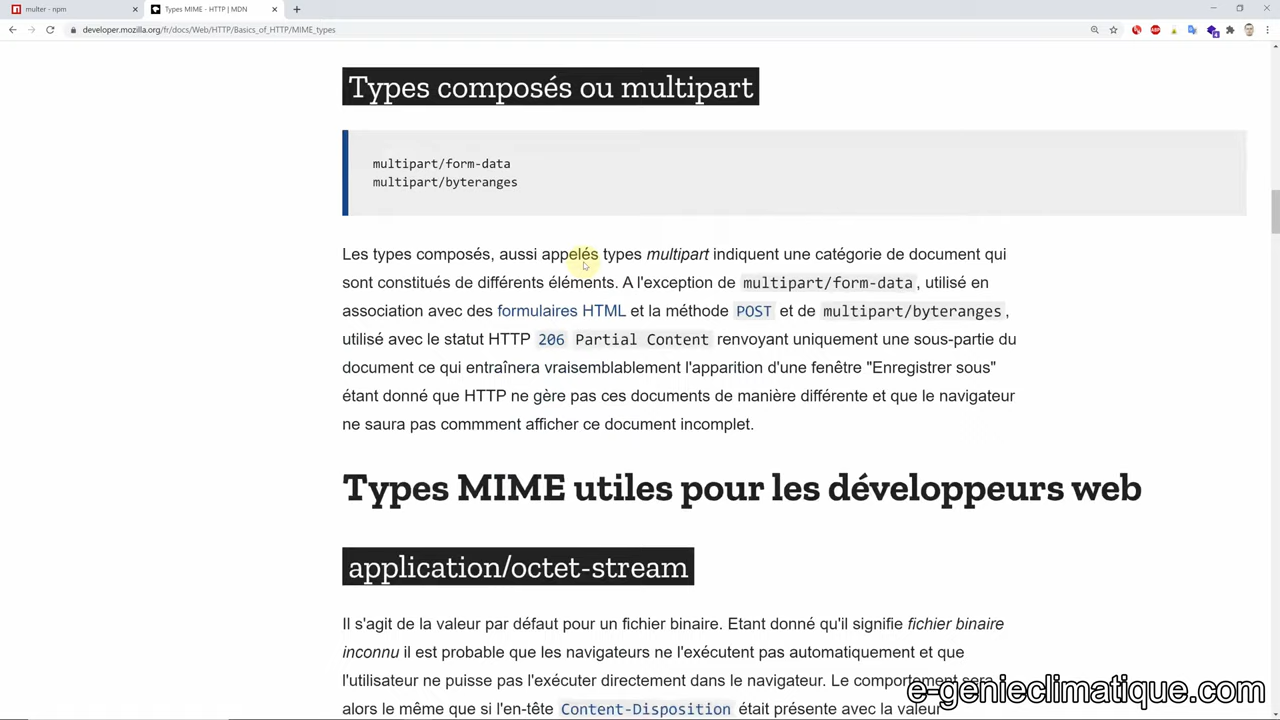 multer - npm
Types MIME - HTTP | MDN
developer.mozilla.org/fr/docs/Web/HTTP/Basics_of_HTTP/MIME_types
Types composés ou multipart
multipart/form-data
multipart/byteranges
Les types composés, aussi appelés types multipart indiquent une catégorie de document qui
sont constitués de différents éléments. A l'exception de multipart/form-data, utilisé en
association avec des formulaires HTML et la méthode POST et de multipart/byteranges,
utilisé avec le statut HTTP 206 Partial Content renvoyant uniquement une sous-partie du
document ce qui entraînera vraisemblablement l'apparition d'une fenêtre "Enregistrer sous"
étant donné que HTTP ne gère pas ces documents de manière différente et que le navigateur
ne saura pas commment afficher ce document incomplet.
Types MIME utiles pour les développeurs web
application/octet-stream
Il s'agit de la valeur par défaut pour un fichier binaire. Etant donné qu'il signifie fichier binaire
inconnu il est probable que les navigateurs ne l'exécutent pas automatiquement et que
l'utilisateur ne puisse pas l'exécuter directement dans le navigateur. Le comportement sera
alors le même que si l'en-tête Content-Disposition était présente avec la valeur
e-genieclimatique.com